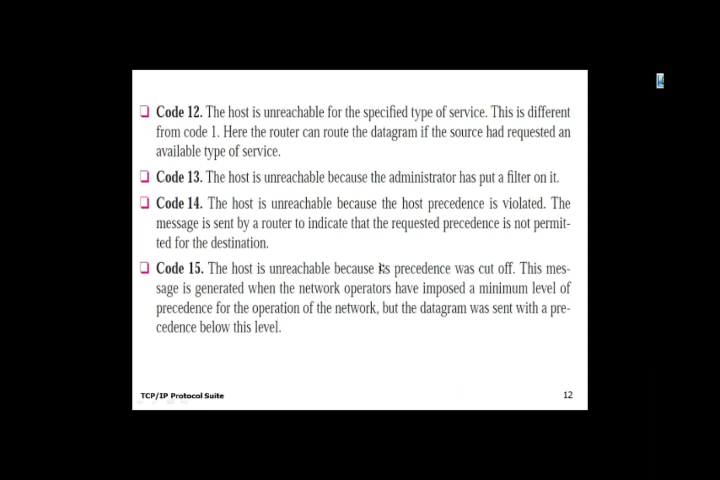 ❑ Code 12. The host is unreachable for the specified type of service. This is different
from code 1. Here the router can route the datagram if the source had requested an
available type of service.
❑ Code 13. The host is unreachable because the administrator has put a filter on it.
❑ Code 14. The host is unreachable because the host precedence is violated. The
message is sent by a router to indicate that the requested precedence is not permit-
ted for the destination.
❑ Code 15. The host is unreachable because its precedence was cut off. This mes-
sage is generated when the network operators have imposed a minimum level of
precedence for the operation of the network, but the datagram was sent with a pre-
cedence below this level.
TCP/IP Protocol Suite
12